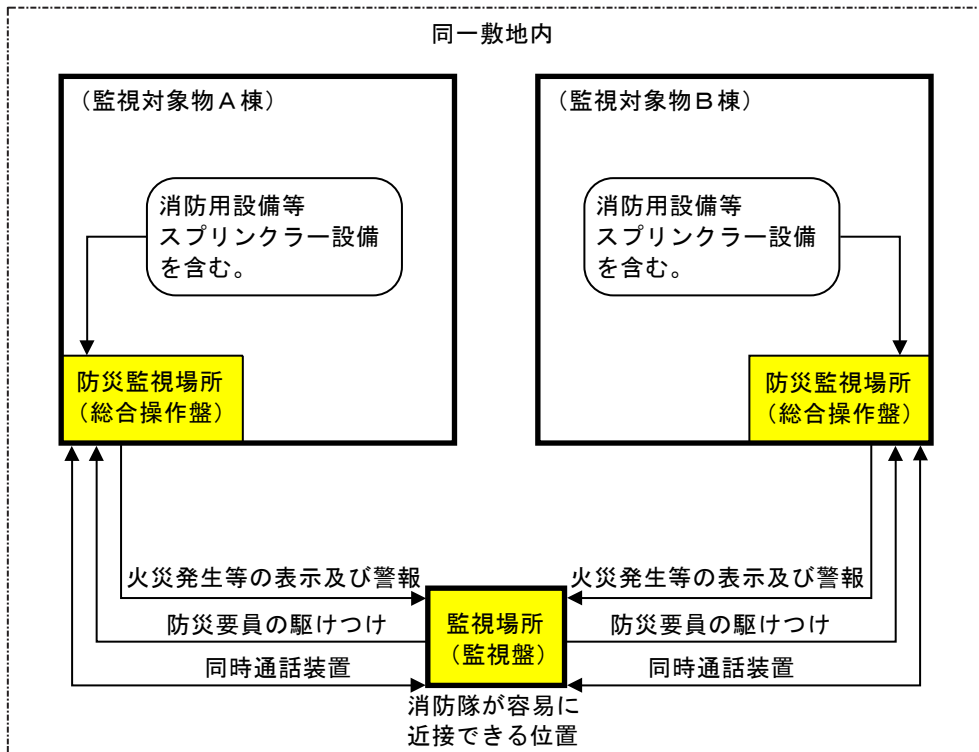 同一敷地内
（監視対象物Ａ棟）
消防用設備等
スプリンクラー設備
を含む。
防災監視場所
（総合操作盤）
（監視対象物Ｂ棟）
消防用設備等
スプリンクラー設備
を含む。
防災監視場所
（総合操作盤）
火災発生等の表示及び警報
防災要員の駆けつけ
同時通話装置
監視場所
（監視盤）
火災発生等の表示及び警報
防災要員の駆けつけ
同時通話装置
消防隊が容易に
近接できる位置